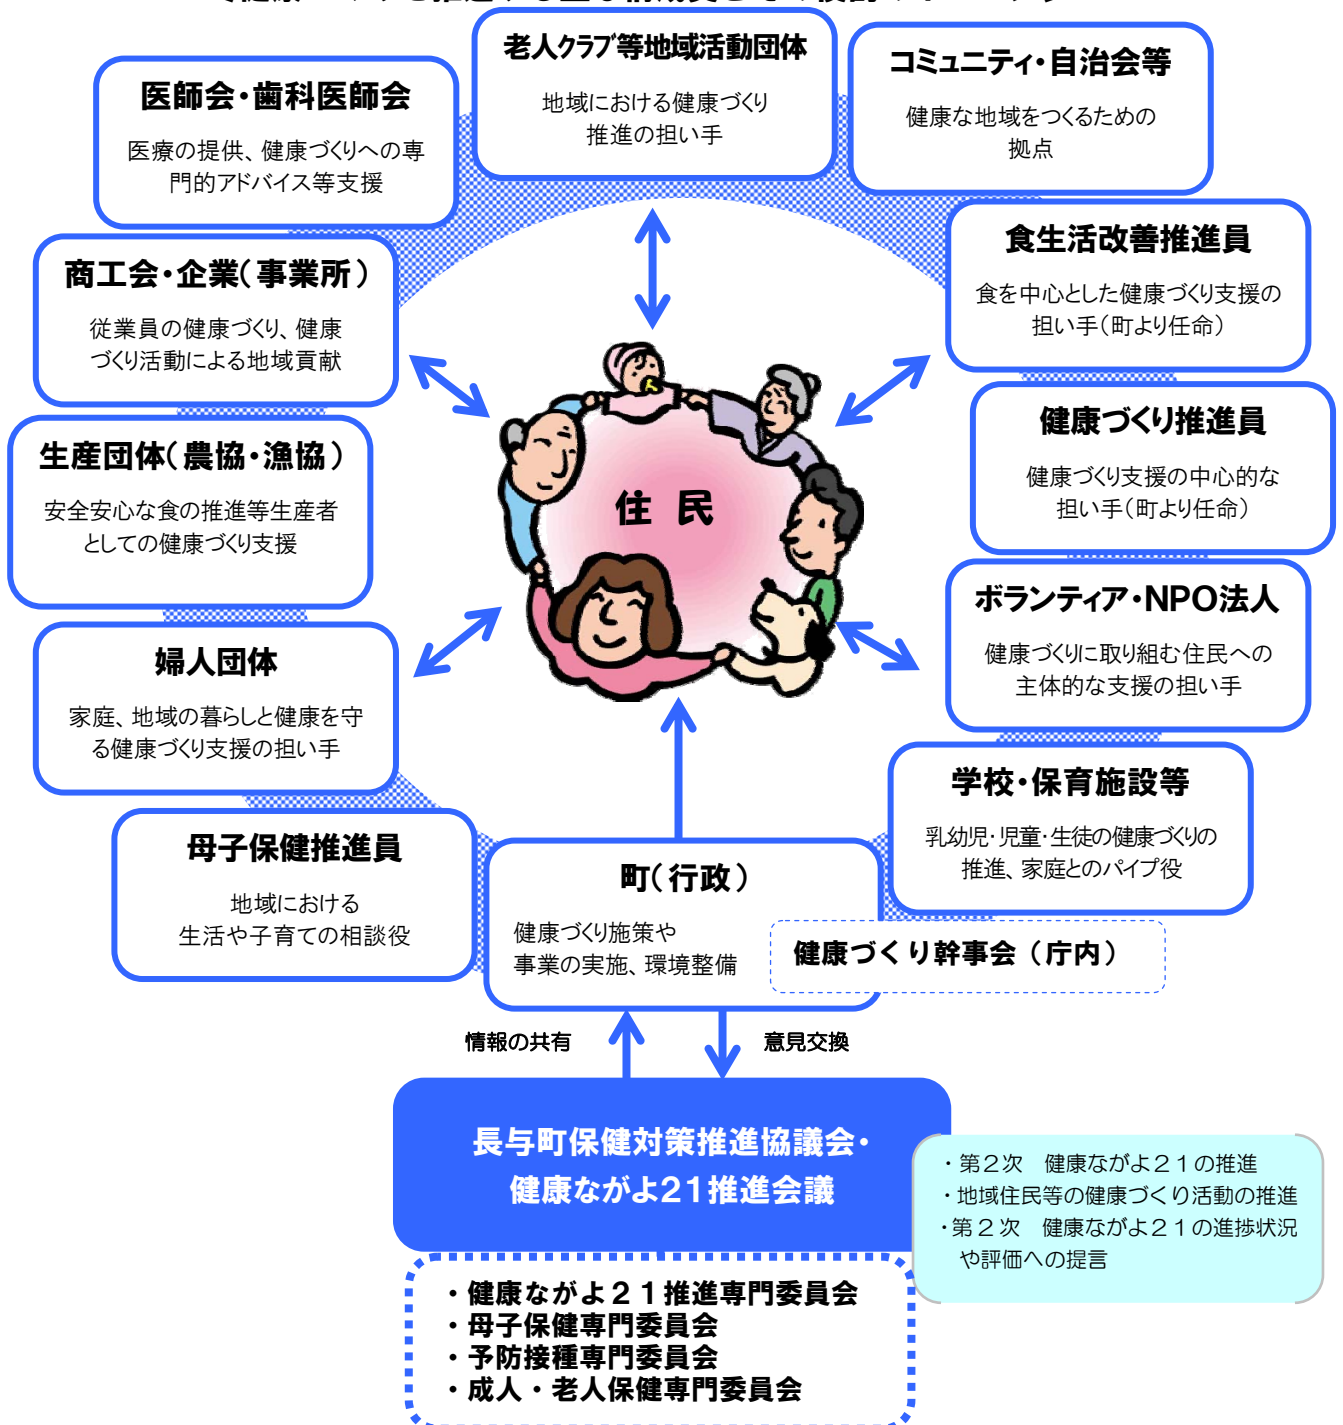 老人クラブ等地域活動団体
地域における健康づくり
推進の担い手
コミュニティ・自治会等
健康な地域をつくるための
拠点
医師会・歯科医師会
医療の提供、健康づくりへの専
門的アドバイス等支援
食生活改善推進員
食を中心とした健康づくり支援の
担い手（町より任命）
商工会・企業（事業所）
従業員の健康づくり、健康
づくり活動による地域貢献
健康づくり推進員
健康づくり支援の中心的な
担い手（町より任命）
生産団体（農協・漁協）
安全安心な食の推進等生産者
としての健康づくり支援
住 民
ボランティア・NPO法人
健康づくりに取り組む住民への
主体的な支援の担い手
婦人団体
家庭、地域の暮らしと健康を守
る健康づくり支援の担い手
学校・保育施設等
乳幼児・児童・生徒の健康づくりの
推進、家庭とのパイプ役
母子保健推進員
地域における
生活や子育ての相談役
町（行政）
健康づくり施策や
事業の実施、環境整備
健康づくり幹事会（庁内）
情報の共有
意見交換
長与町保健対策推進協議会・
健康ながよ21推進会議
・第２次　健康ながよ２１の推進
・地域住民等の健康づくり活動の推進
・第２次　健康ながよ２１の進捗状況
や評価への提言
・健康ながよ２１推進専門委員会
・母子保健専門委員会
・予防接種専門委員会
・成人・老人保健専門委員会